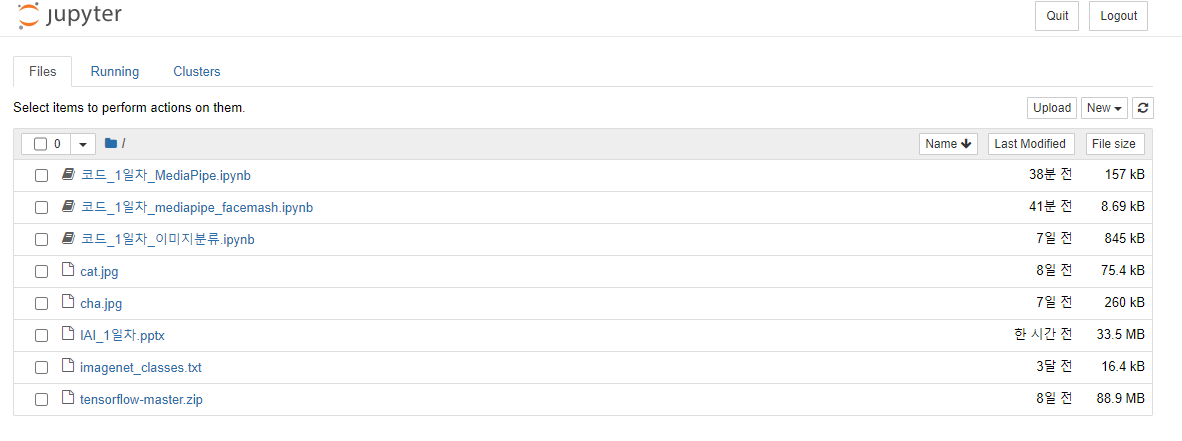 jupyter
Quit Logout
Files Running Clusters
Select items to perform actions on them.
Upload New
0 / Name Last Modified File size
코드_1일차_MediaPipe.ipynb 38분 전 157 kB
코드_1일차_mediapipe_facemash.ipynb 41분 전 8.69 kB
코드_1일차_이미지분류.ipynb 7일 전 845 kB
cat.jpg 8일 전 75.4 kB
cha.jpg 7일 전 260 kB
IAI_1일차.pptx 한 시간 전 33.5 MB
imagenet_classes.txt 3달 전 16.4 kB
tensorflow-master.zip 8일 전 88.9 MB